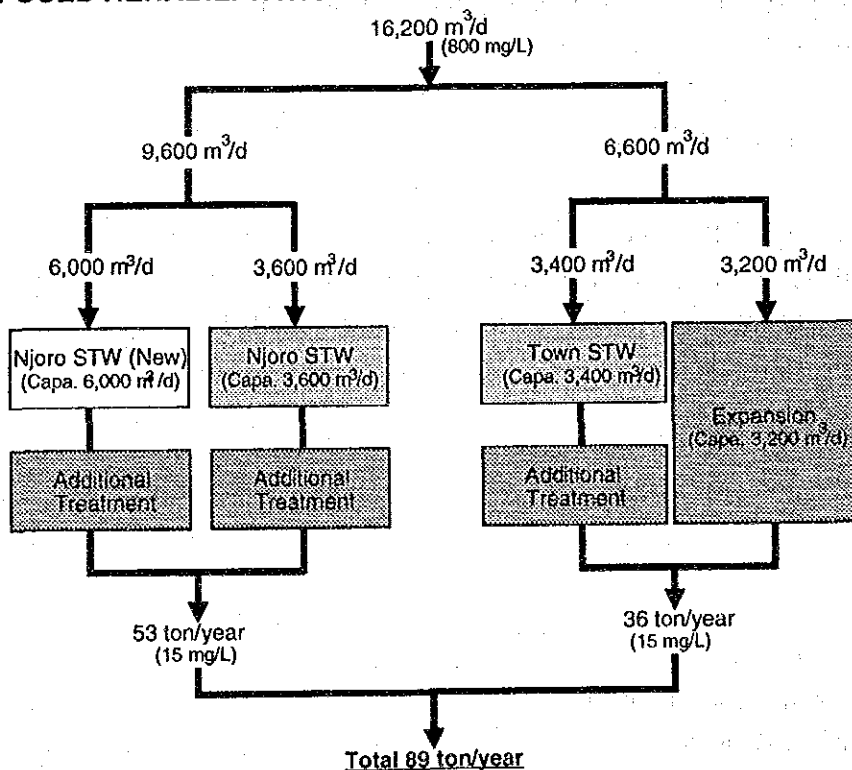 16,200 m³/d
(800 mg/L)
9,600 m³/d
6,600 m³/d
6,000 m³/d
3,600 m³/d
3,400 m³/d
3,200 m³/d
Njoro STW (New)
(Capa. 6,000 m³/d)
Njoro STW
(Capa. 3,600 m³/d)
Town STW
(Capa. 3,400 m³/d)
Expansion
(Capa. 3,200 m³/d)
Additional
Treatment
Additional
Treatment
Additional
Treatment
53 ton/year
(15 mg/L)
36 ton/year
(15 mg/L)
Total 89 ton/year